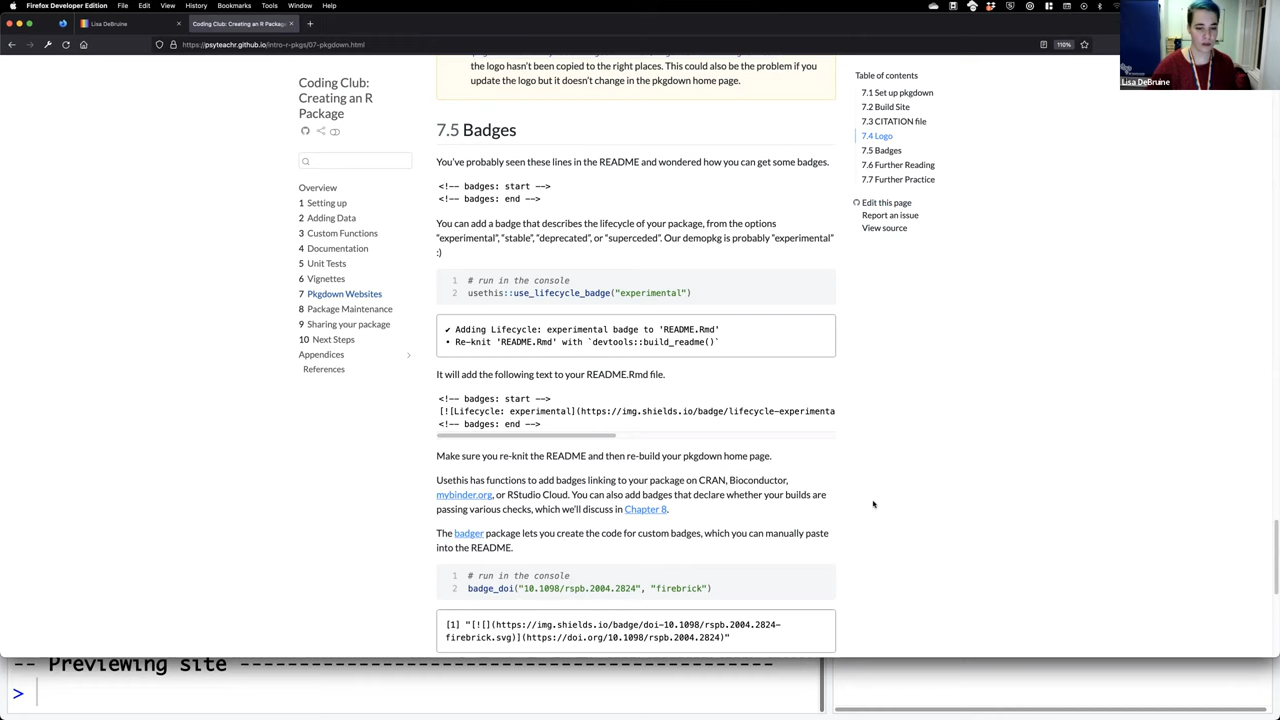 Firefox Developer Edition File Edit View History Bookmarks Tools Window Help
Lisa DeBruine
Coding Club: Creating an R Package
https://psyteachr.github.io/intro-r-pkgs/07-pkgdown.html
110%
Lisa DeBruine
Coding Club:
Creating an R
Package
Overview
1 Setting up
2 Adding Data
3 Custom Functions
4 Documentation
5 Unit Tests
6 Vignettes
7 Pkgdown Websites
8 Package Maintenance
9 Sharing your package
10 Next Steps
Appendices
References
the logo hasn't been copied to the right places. This could also be the problem if you
update the logo but it doesn't change in the pkgdown home page.
7.5 Badges
You've probably seen these lines in the README and wondered how you can get some badges.
<!-- badges: start -->
<!-- badges: end -->
You can add a badge that describes the lifecycle of your package, from the options
"experimental", "stable", "deprecated", or "superceded". Our demopkg is probably "experimental"
:)
1 # run in the console
2 usethis::use_lifecycle_badge("experimental")
✔ Adding Lifecycle: experimental badge to 'README.Rmd'
• Re-knit 'README.Rmd' with `devtools::build_readme()`
It will add the following text to your README.Rmd file.
<!-- badges: start -->
[![Lifecycle: experimental](https://img.shields.io/badge/lifecycle-experimenta
<!-- badges: end -->
Make sure you re-knit the README and then re-build your pkgdown home page.
Usethis has functions to add badges linking to your package on CRAN, Bioconductor,
mybinder.org, or RStudio Cloud. You can also add badges that declare whether your builds are
passing various checks, which we'll discuss in Chapter 8.
The badger package lets you create the code for custom badges, which you can manually paste
into the README.
1 # run in the console
2 badge_doi("10.1098/rspb.2004.2824", "firebrick")
[1] "[![](https://img.shields.io/badge/doi-10.1098/rspb.2004.2824-
firebrick.svg)](https://doi.org/10.1098/rspb.2004.2824)"
Table of contents
7.1 Set up pkgdown
7.2 Build Site
7.3 CITATION file
7.4 Logo
7.5 Badges
7.6 Further Reading
7.7 Further Practice
Edit this page
Report an issue
View source
-- Previewing site --------------------------------------------------
>